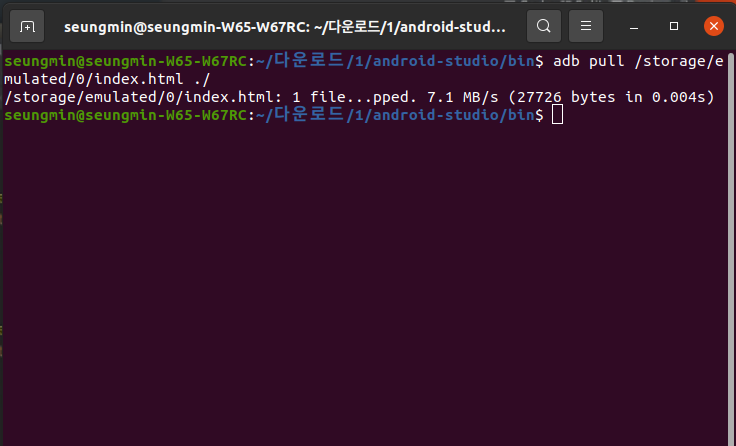 seungmin@seungmin-W65-W67RC: ~/다운로드/1/android-stud...
seungmin@seungmin-W65-W67RC:~/다운로드/1/android-studio/bin$ adb pull /storage/e
mulated/0/index.html ./
/storage/emulated/0/index.html: 1 file...pped. 7.1 MB/s (27726 bytes in 0.004s)
seungmin@seungmin-W65-W67RC:~/다운로드/1/android-studio/bin$